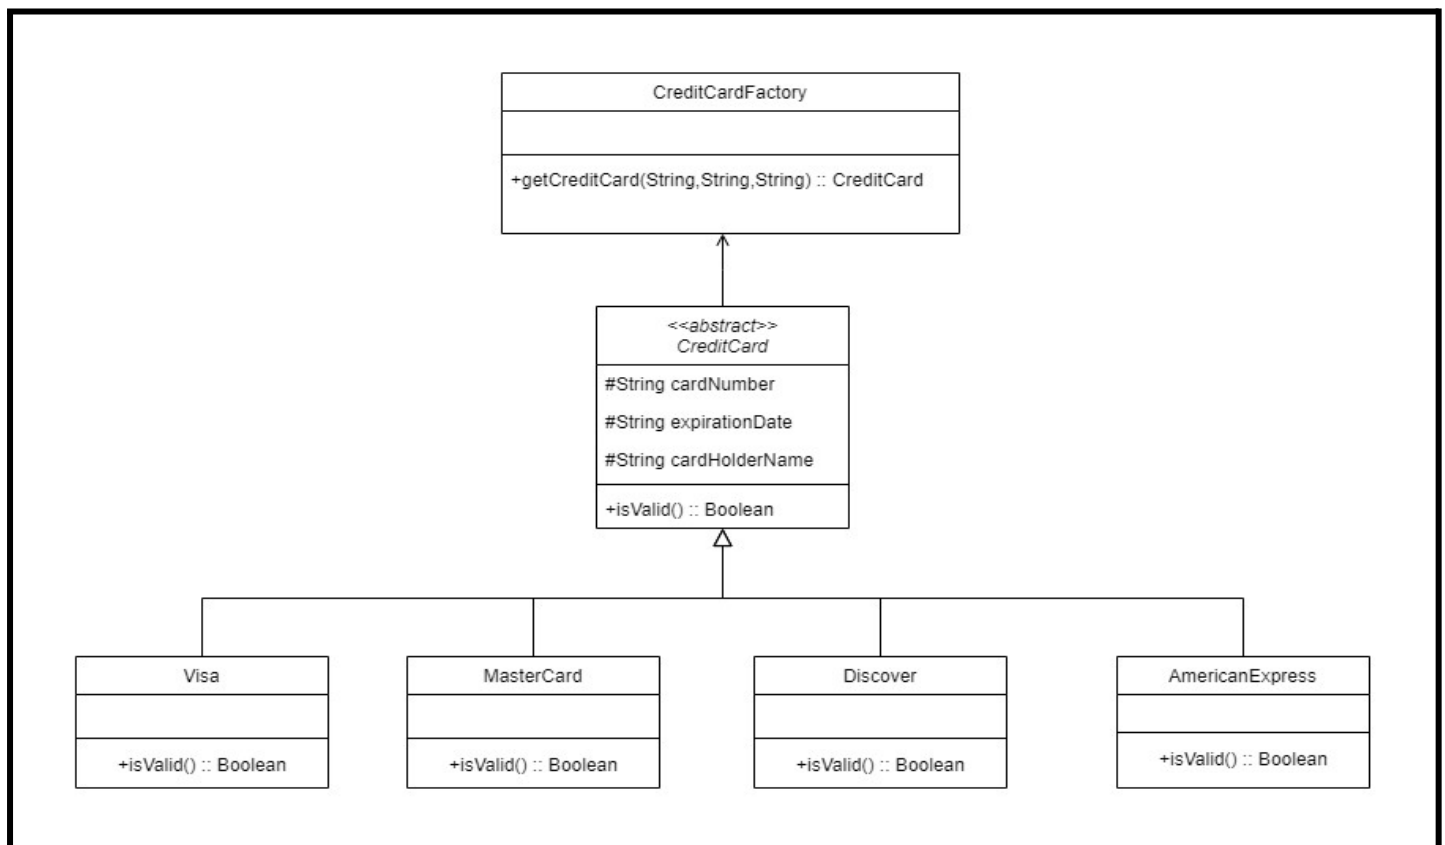 CreditCardFactory
+getCreditCard(String,String,String) :: CreditCard
<<abstract>>
CreditCard
#String cardNumber
#String expirationDate
#String cardHolderName
+isValid() :: Boolean
Visa
+isValid() :: Boolean
MasterCard
+isValid() :: Boolean
Discover
+isValid() :: Boolean
AmericanExpress
+isValid() :: Boolean